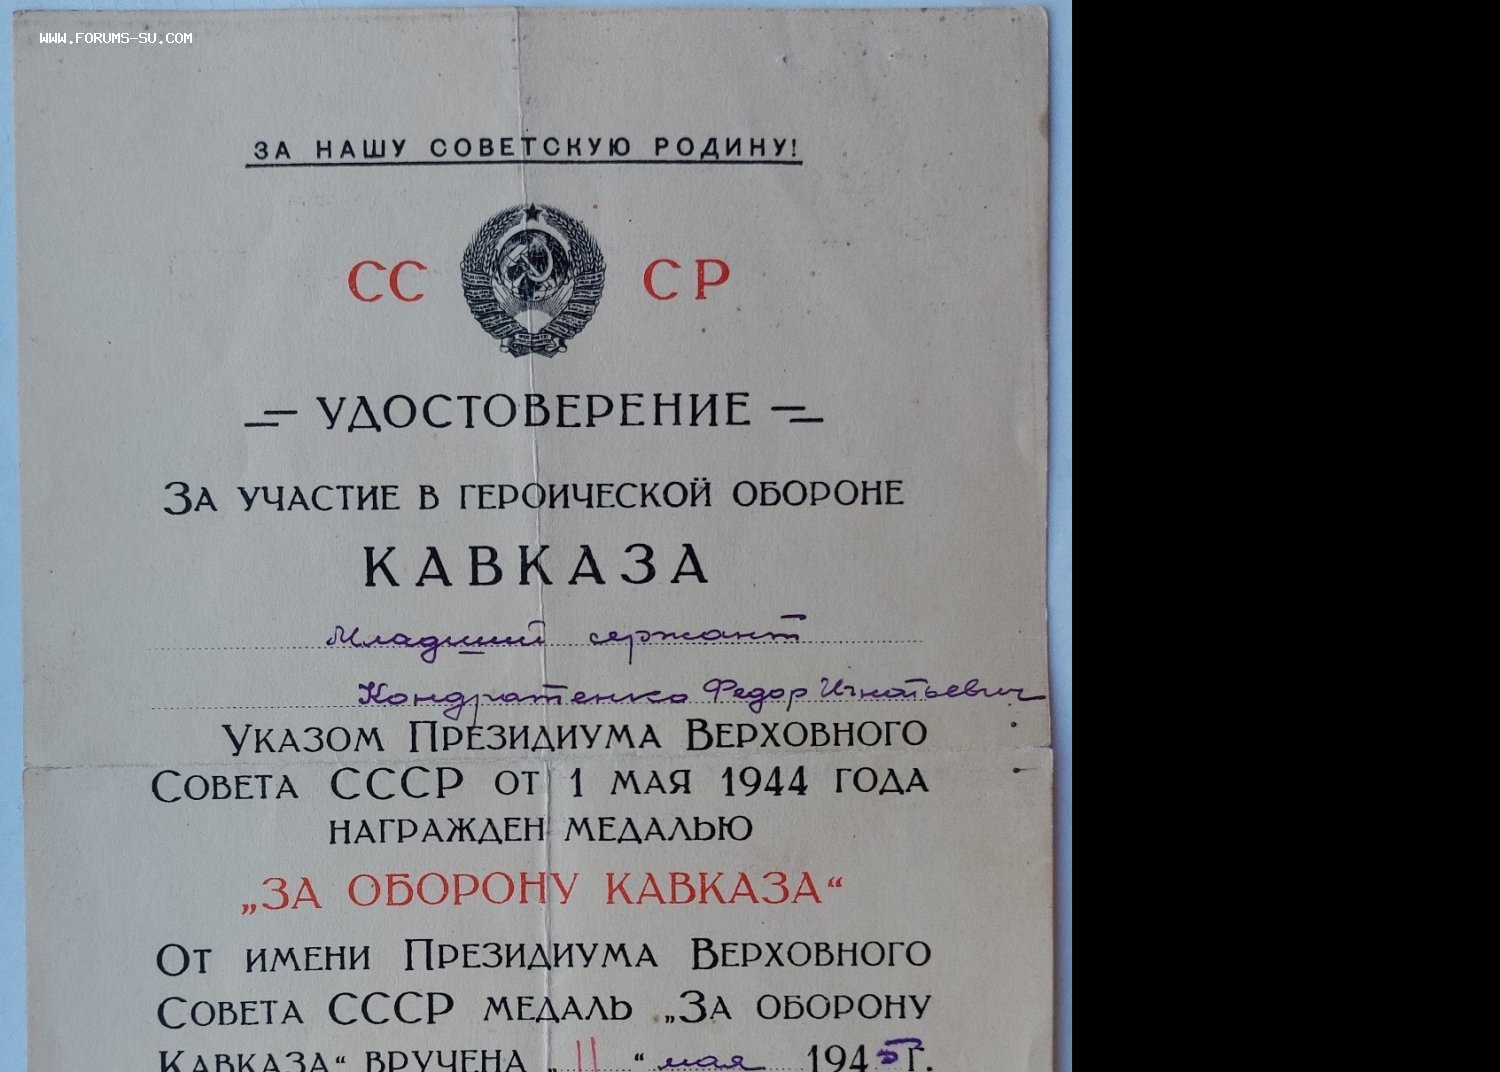 WWW.FORUMS-SU.COM
ЗА НАШУ СОВЕТСКУЮ РОДИНУ!
СС СР
УДОСТОВЕРЕНИЕ
ЗА УЧАСТИЕ В ГЕРОИЧЕСКОЙ ОБОРОНЕ
КАВКАЗА
Младший сержант
Кондратенко Федор Игнатьевич
УКАЗОМ ПРЕЗИДИУМА ВЕРХОВНОГО
СОВЕТА СССР ОТ 1 МАЯ 1944 ГОДА
НАГРАЖДЕН МЕДАЛЬЮ
„ЗА ОБОРОНУ КАВКАЗА“
ОТ ИМЕНИ ПРЕЗИДИУМА ВЕРХОВНОГО
СОВЕТА СССР МЕДАЛЬ „ЗА ОБОРОНУ
КАВКАЗА“ ВРУЧЕНА „11“ мая 1945 Г.